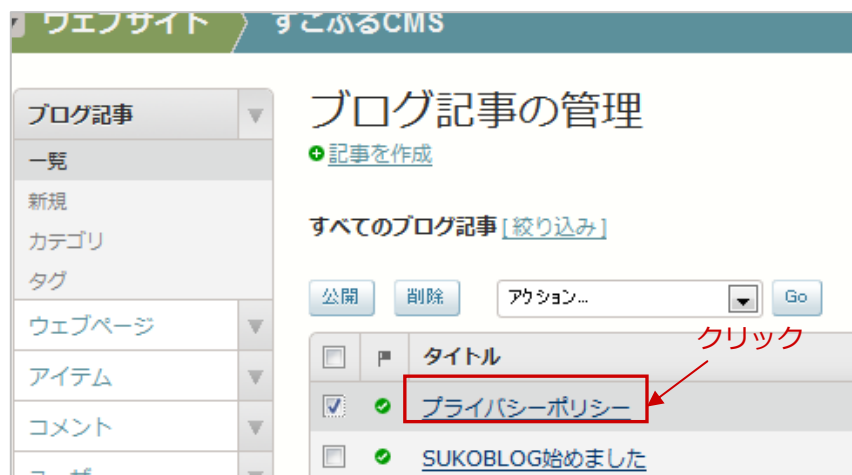 ウェブサイト
すこぶるCMS
ブログ記事
一覧
新規
カテゴリ
タグ
ウェブページ
アイテム
コメント
ブログ記事の管理
記事を作成
すべてのブログ記事 [絞り込み]
公開 削除 アクション... Go
クリック
タイトル
プライバシーポリシー
SUKOBLOG始めました